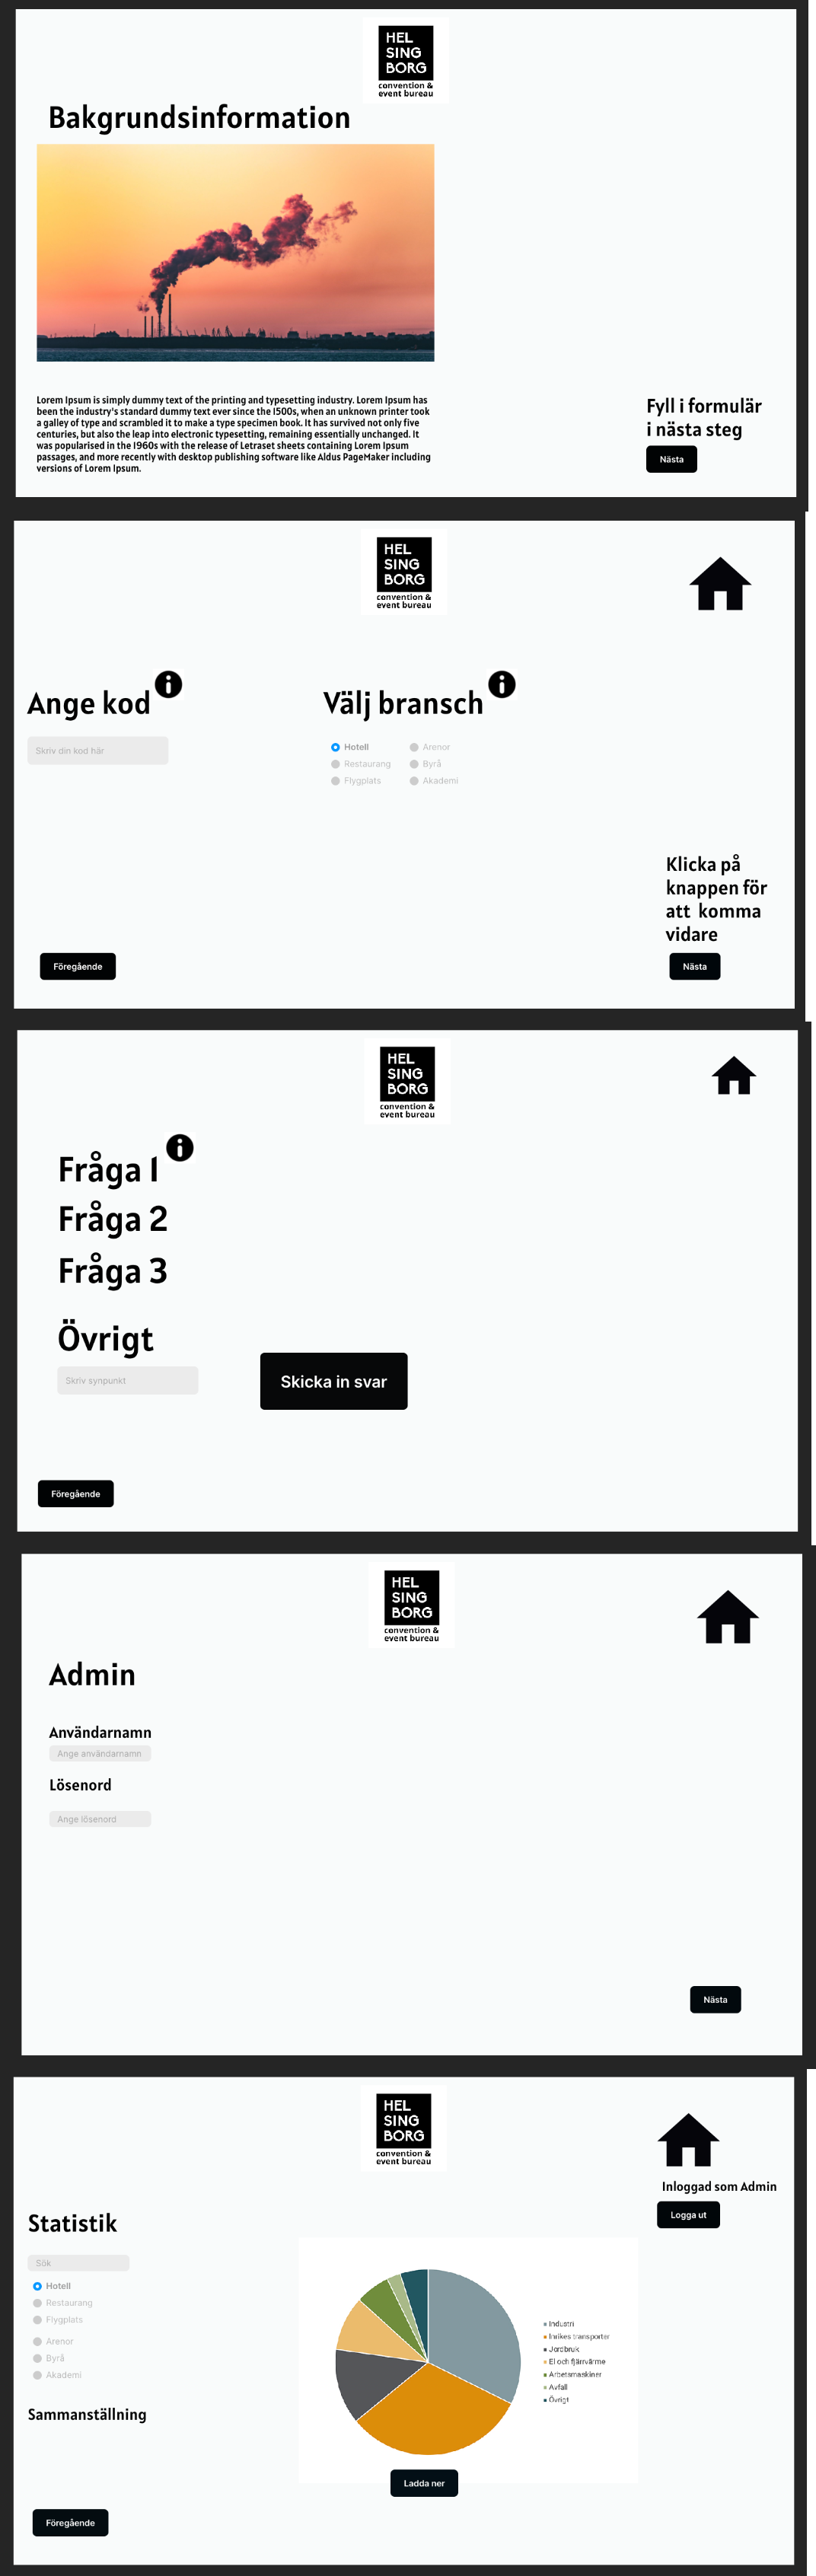 HEL
SING
BORG
convention &
event bureau
Bakgrundsinformation
Lorem Ipsum is simply dummy text of the printing and typesetting industry. Lorem Ipsum has
been the industry's standard dummy text ever since the 1500s, when an unknown printer took
a galley of type and scrambled it to make a type specimen book. It has survived not only five
centuries, but also the leap into electronic typesetting, remaining essentially unchanged. It
was popularised in the 1960s with the release of Letraset sheets containing Lorem Ipsum
passages, and more recently with desktop publishing software like Aldus PageMaker including
versions of Lorem Ipsum.
Fyll i formulär
i nästa steg
Nästa
HEL
SING
BORG
convention &
event bureau
Ange kod
Skriv din kod här
Välj bransch
Hotell
Arenor
Restaurang
Byrå
Flygplats
Akademi
Klicka på
knappen för
att komma
vidare
Föregående
Nästa
HEL
SING
BORG
convention &
event bureau
Fråga 1
Fråga 2
Fråga 3
Övrigt
Skriv synpunkt
Skicka in svar
Föregående
HEL
SING
BORG
convention &
event bureau
Admin
Användarnamn
Ange användarnamn
Lösenord
Ange lösenord
Nästa
HEL
SING
BORG
convention &
event bureau
Inloggad som Admin
Logga ut
Statistik
Sök
Hotell
Restaurang
Flygplats
Arenor
Byrå
Akademi
Sammanställning
Industri
Inrikes transporter
Jordbruk
El och fjärrvärme
Arbetsmaskiner
Avfall
Övrigt
Ladda ner
Föregående